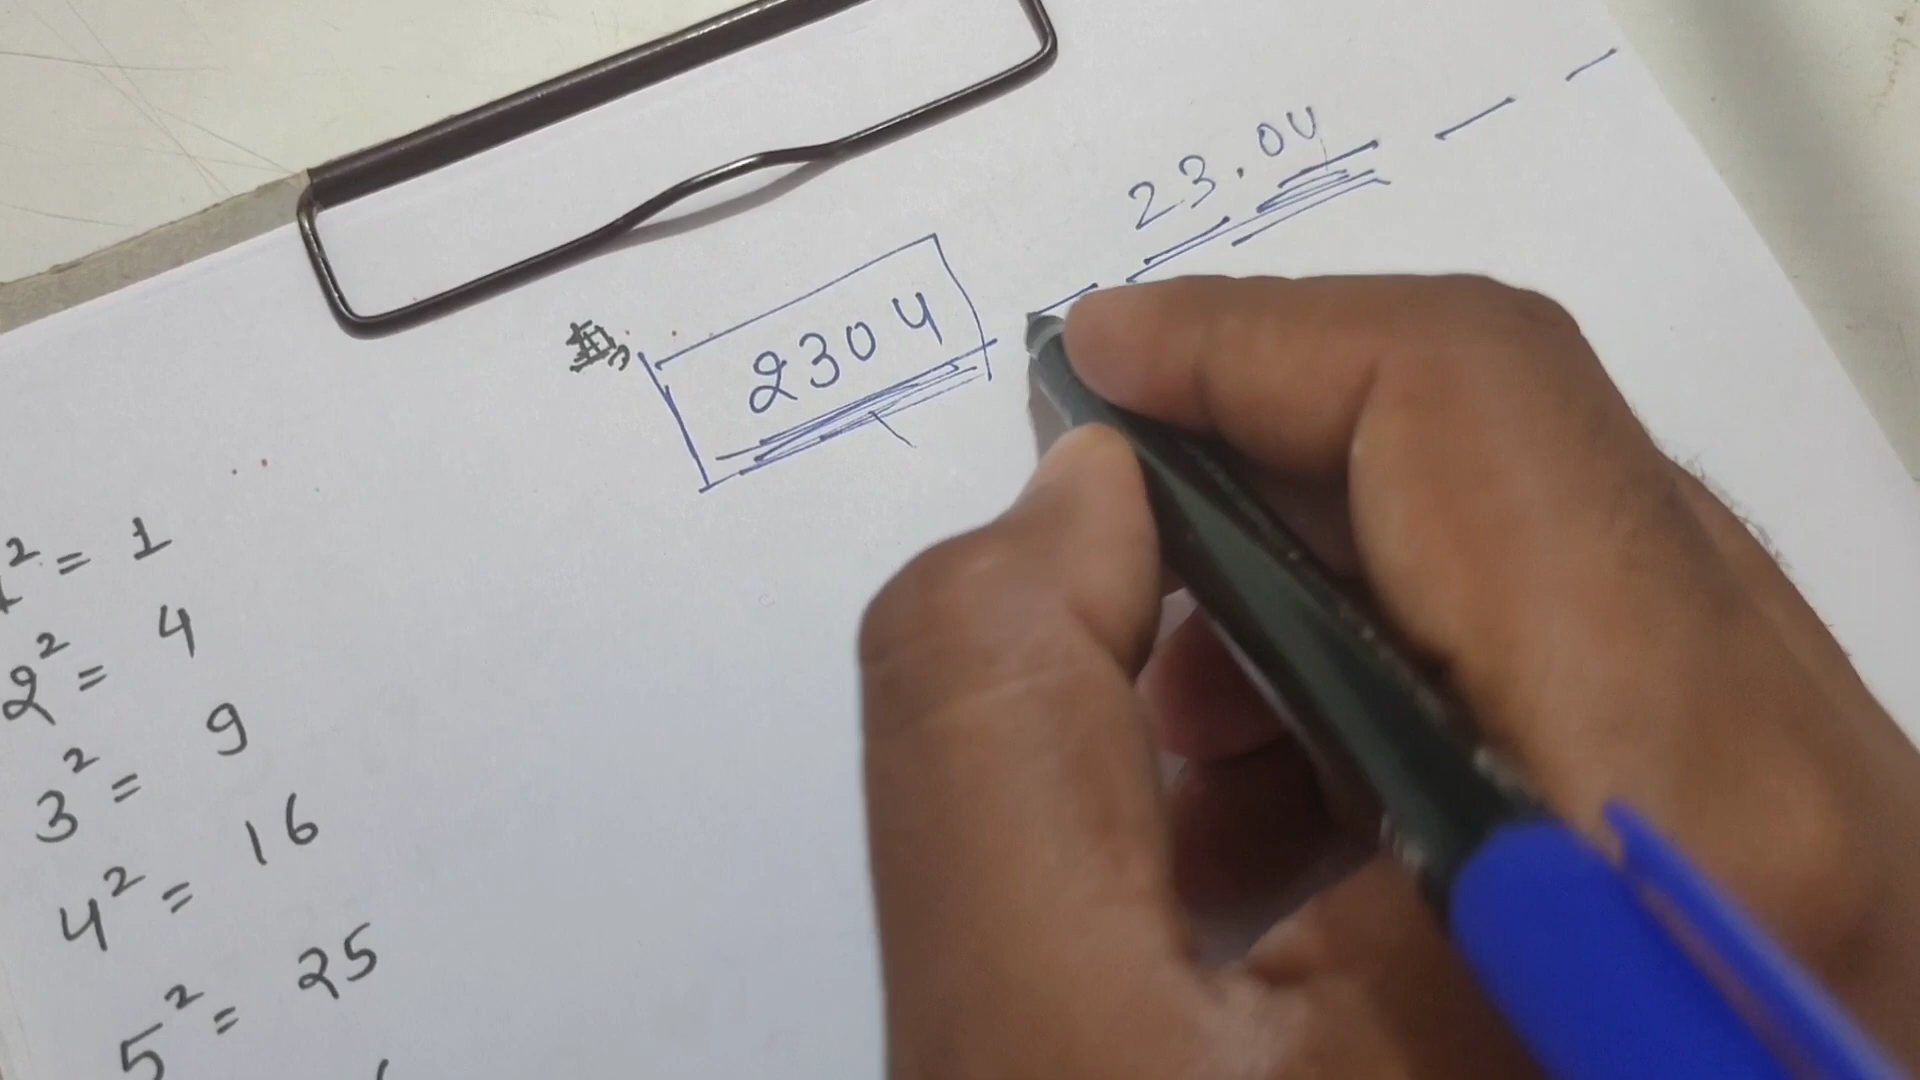 23.04
2304
1² = 1
2² = 4
3² = 9
4² = 16
5² = 25